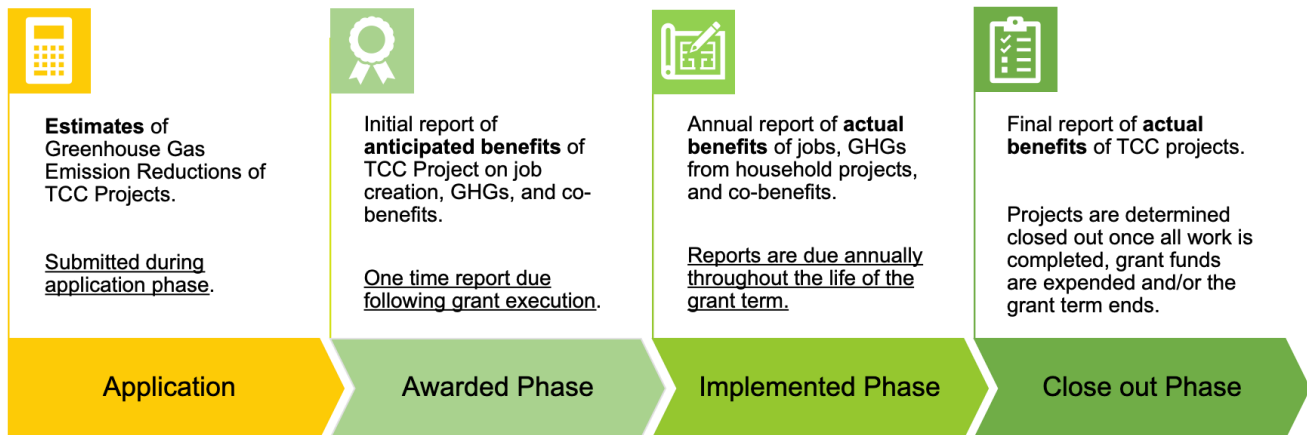 Estimates of
Greenhouse Gas
Emission Reductions of
TCC Projects.
Submitted during
application phase.
Initial report of
anticipated benefits of
TCC Project on job
creation, GHGs, and co-
benefits.
One time report due
following grant execution.
Annual report of actual
benefits of jobs, GHGs
from household projects,
and co-benefits.
Reports are due annually
throughout the life of the
grant term.
Final report of actual
benefits of TCC projects.
Projects are determined
closed out once all work is
completed, grant funds
are expended and/or the
grant term ends.
Application
Awarded Phase
Implemented Phase
Close out Phase